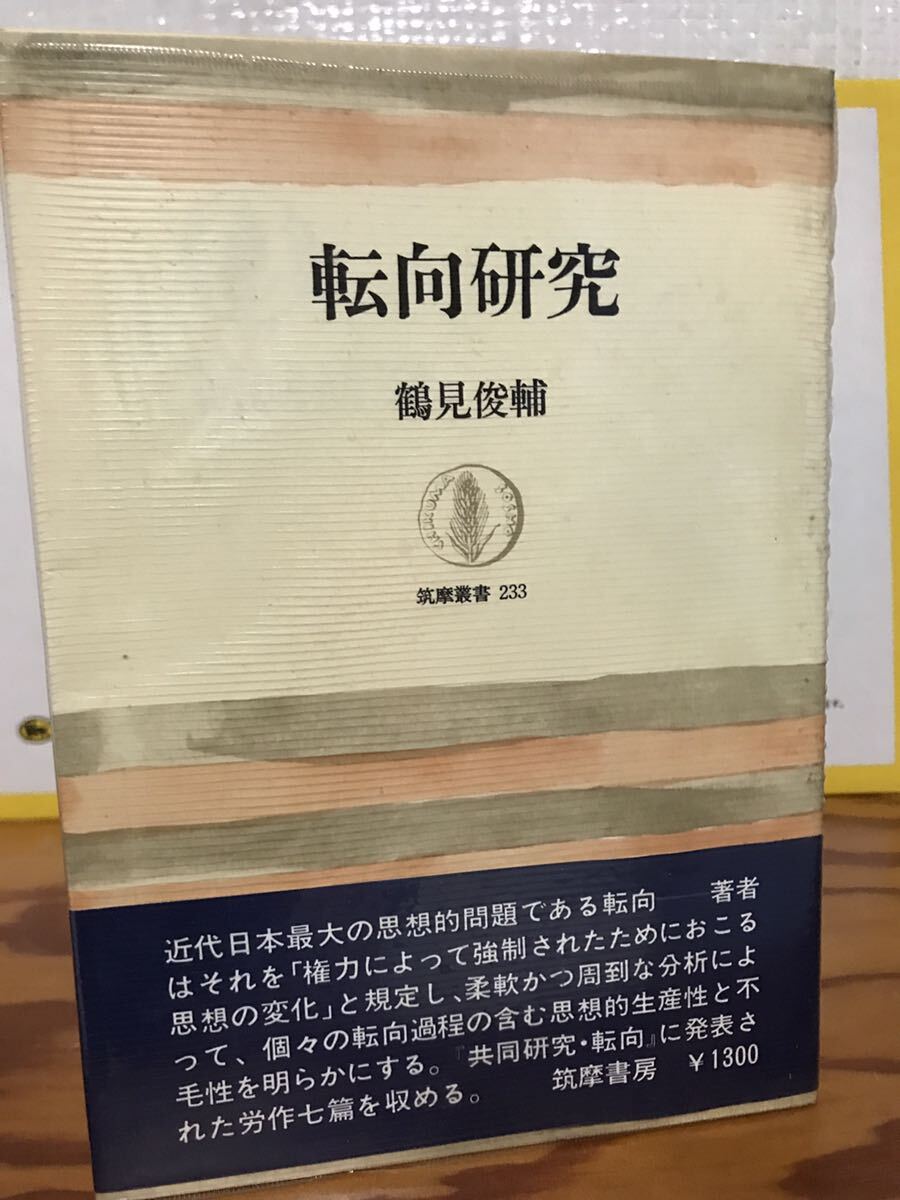 転向研究
鶴見俊輔
CHIKUMA SHOBO
筑摩叢書 233
近代日本最大の思想的問題である転向　著者
はそれを「権力によって強制されたためにおこる
思想の変化」と規定し、柔軟かつ周到な分析によ
って、個々の転向過程の含む思想的生産性と不
毛性を明らかにする。『共同研究・転向』に発表さ
れた労作七篇を収める。　筑摩書房　¥1300